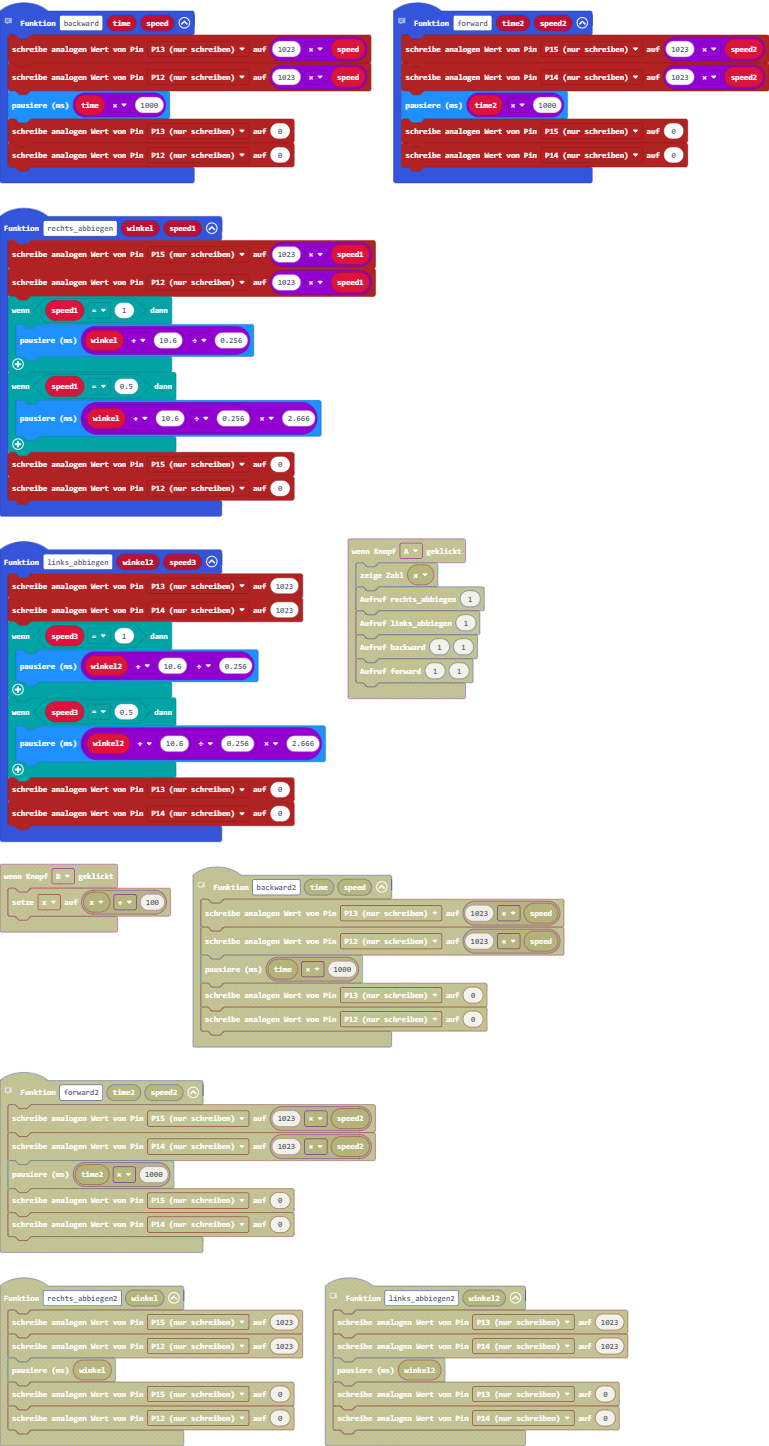 Funktion backward time speed
schreibe analogen Wert von Pin P13 (nur schreiben) auf 1023 × speed
schreibe analogen Wert von Pin P12 (nur schreiben) auf 1023 × speed
pausiere (ms) time × 1000
schreibe analogen Wert von Pin P13 (nur schreiben) auf 0
schreibe analogen Wert von Pin P12 (nur schreiben) auf 0
Funktion forward time2 speed2
schreibe analogen Wert von Pin P15 (nur schreiben) auf 1023 × speed2
schreibe analogen Wert von Pin P14 (nur schreiben) auf 1023 × speed2
pausiere (ms) time2 × 1000
schreibe analogen Wert von Pin P15 (nur schreiben) auf 0
schreibe analogen Wert von Pin P14 (nur schreiben) auf 0
Funktion rechts_abbiegen winkel speed1
schreibe analogen Wert von Pin P15 (nur schreiben) auf 1023 × speed1
schreibe analogen Wert von Pin P12 (nur schreiben) auf 1023 × speed1
wenn speed1 = 1 dann
pausiere (ms) winkel ÷ 10.6 ÷ 0.256
wenn speed1 = 0.5 dann
pausiere (ms) winkel ÷ 10.6 ÷ 0.256 × 2.666
schreibe analogen Wert von Pin P15 (nur schreiben) auf 0
schreibe analogen Wert von Pin P12 (nur schreiben) auf 0
Funktion links_abbiegen winkel2 speed3
schreibe analogen Wert von Pin P13 (nur schreiben) auf 1023
schreibe analogen Wert von Pin P14 (nur schreiben) auf 1023
wenn speed3 = 1 dann
pausiere (ms) winkel2 ÷ 10.6 ÷ 0.256
wenn speed3 = 0.5 dann
pausiere (ms) winkel2 ÷ 10.6 ÷ 0.256 × 2.666
schreibe analogen Wert von Pin P13 (nur schreiben) auf 0
schreibe analogen Wert von Pin P14 (nur schreiben) auf 0
wenn Knopf A geklickt
zeige Zahl x
Aufruf rechts_abbiegen 1
Aufruf links_abbiegen 1
Aufruf backward 1 1
Aufruf forward 1 1
wenn Knopf B geklickt
setze x auf x + 100
Funktion backward2 time speed
schreibe analogen Wert von Pin P13 (nur schreiben) auf 1023 × speed
schreibe analogen Wert von Pin P12 (nur schreiben) auf 1023 × speed
pausiere (ms) time × 1000
schreibe analogen Wert von Pin P13 (nur schreiben) auf 0
schreibe analogen Wert von Pin P12 (nur schreiben) auf 0
Funktion forward2 time2 speed2
schreibe analogen Wert von Pin P15 (nur schreiben) auf 1023 × speed2
schreibe analogen Wert von Pin P14 (nur schreiben) auf 1023 × speed2
pausiere (ms) time2 × 1000
schreibe analogen Wert von Pin P15 (nur schreiben) auf 0
schreibe analogen Wert von Pin P14 (nur schreiben) auf 0
Funktion rechts_abbiegen2 winkel
schreibe analogen Wert von Pin P15 (nur schreiben) auf 1023
schreibe analogen Wert von Pin P12 (nur schreiben) auf 1023
pausiere (ms) winkel
schreibe analogen Wert von Pin P15 (nur schreiben) auf 0
schreibe analogen Wert von Pin P12 (nur schreiben) auf 0
Funktion links_abbiegen2 winkel2
schreibe analogen Wert von Pin P13 (nur schreiben) auf 1023
schreibe analogen Wert von Pin P14 (nur schreiben) auf 1023
pausiere (ms) winkel2
schreibe analogen Wert von Pin P13 (nur schreiben) auf 0
schreibe analogen Wert von Pin P14 (nur schreiben) auf 0